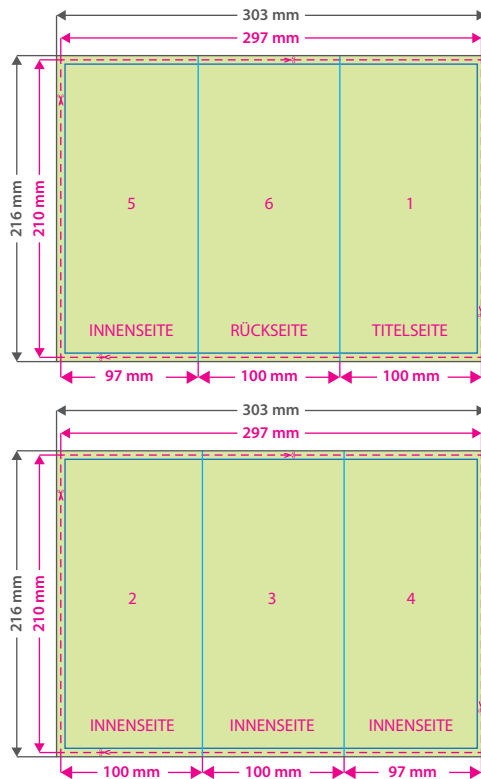 303 mm
297 mm
216 mm
210 mm
5
6
1
INNENSEITE
RÜCKSEITE
TITELSEITE
97 mm
100 mm
100 mm
303 mm
297 mm
216 mm
210 mm
2
3
4
INNENSEITE
INNENSEITE
INNENSEITE
100 mm
100 mm
97 mm